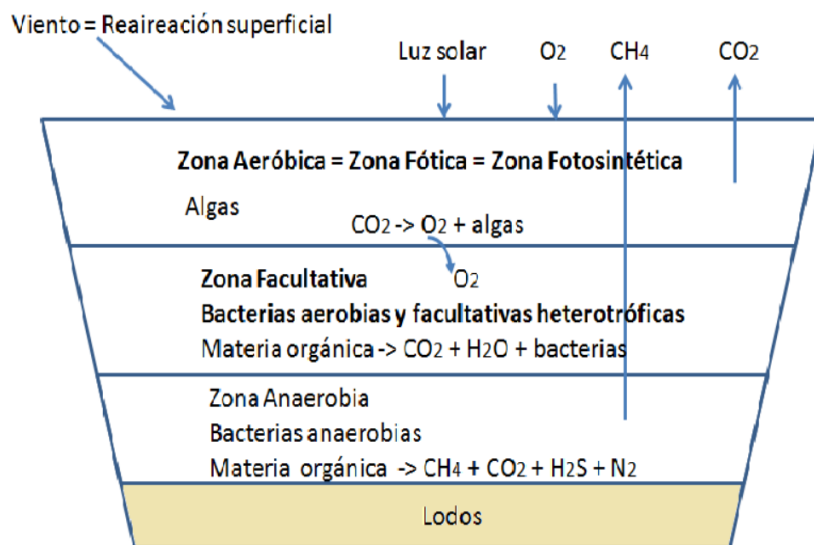 Viento = Reaireación superficial
Luz solar O2 CH4 CO2
Zona Aeróbica = Zona Fótica = Zona Fotosintética
Algas
CO2 -> O2 + algas
Zona Facultativa O2
Bacterias aerobias y facultativas heterotróficas
Materia orgánica -> CO2 + H2O + bacterias
Zona Anaerobia
Bacterias anaerobias
Materia orgánica -> CH4 + CO2 + H2S + N2
Lodos